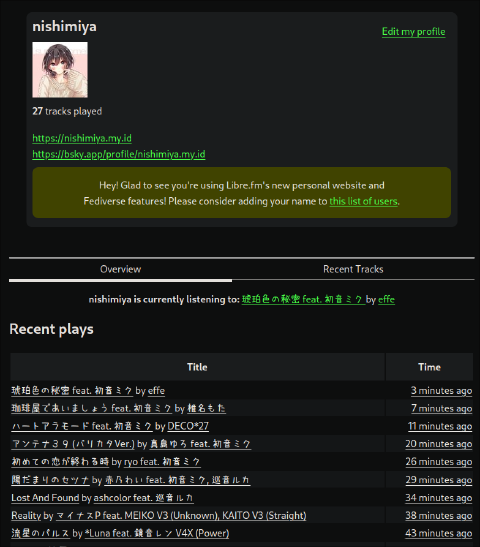 nishimiya
Edit my profile
27 tracks played
https://nishimiya.my.id
https://bsky.app/profile/nishimiya.my.id
Hey! Glad to see you're using Libre.fm's new personal website and
Fediverse features! Please consider adding your name to this list of users.
Overview Recent Tracks
nishimiya is currently listening to: 琥珀色の秘密 feat. 初音ミク by effe
Recent plays
Title Time
琥珀色の秘密 feat. 初音ミク by effe 3 minutes ago
珈琲屋であいましょう feat. 初音ミク by 椎名もた 7 minutes ago
ハートアラモード feat. 初音ミク by DECO*27 11 minutes ago
アンテナ39 (パリカタVer.) by 真島ゆろ feat. 初音ミク 20 minutes ago
初めての恋が終わる時 by ryo feat. 初音ミク 26 minutes ago
陽だまりのセツナ by 赤乃わい feat. 初音ミク, 巡音ルカ 29 minutes ago
Lost And Found by ashcolor feat. 巡音ルカ 34 minutes ago
Reality by マイナスP feat. MEIKO V3 (Unknown), KAITO V3 (Straight) 38 minutes ago
流星のパルス by *Luna feat. 鏡音レン V4X (Power) 43 minutes ago